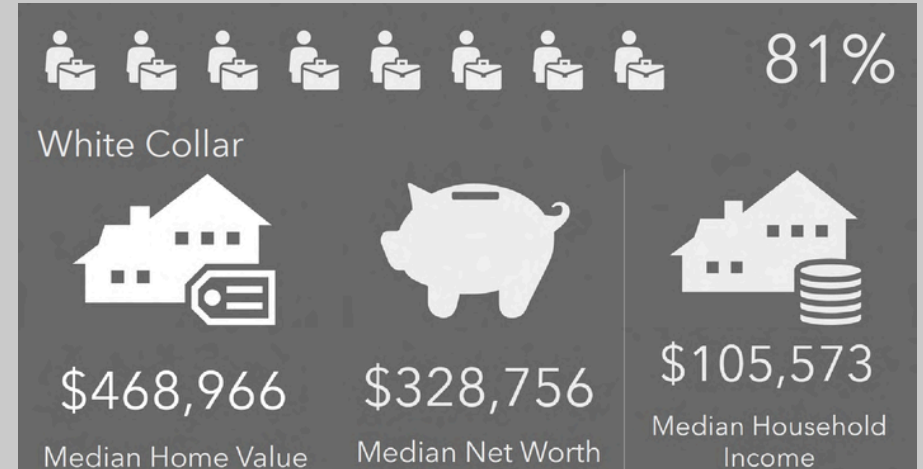 81%
White Collar
$468,966
Median Home Value
$328,756
Median Net Worth
$105,573
Median Household
Income